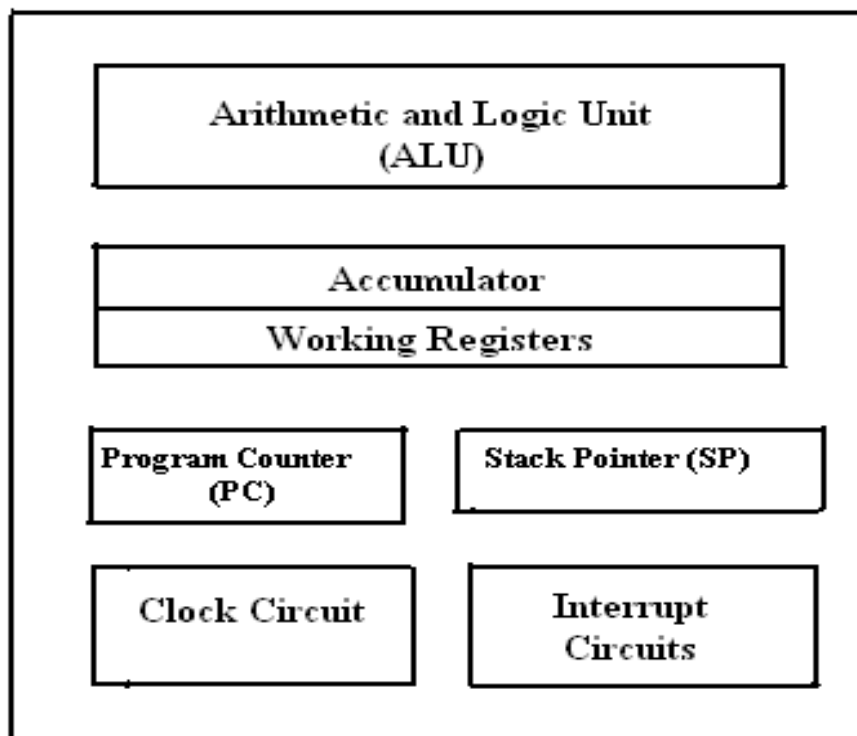 Arithmetic and Logic Unit
(ALU)
Accumulator
Working Registers
Program Counter
(PC)
Stack Pointer (SP)
Clock Circuit
Interrupt
Circuits